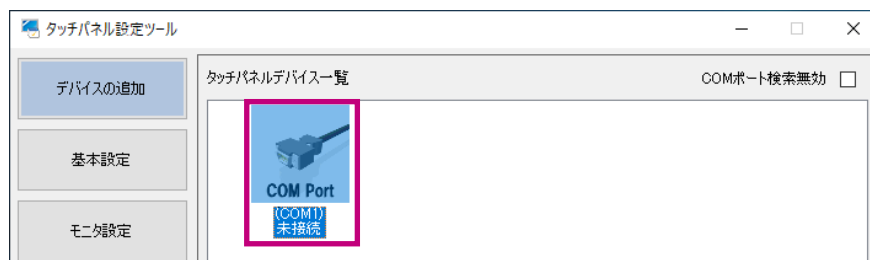 タッチパネル設定ツール
デバイスの追加
タッチパネルデバイス一覧
COMポート検索無効
基本設定
COM Port
(COM1)
未接続
モニタ設定